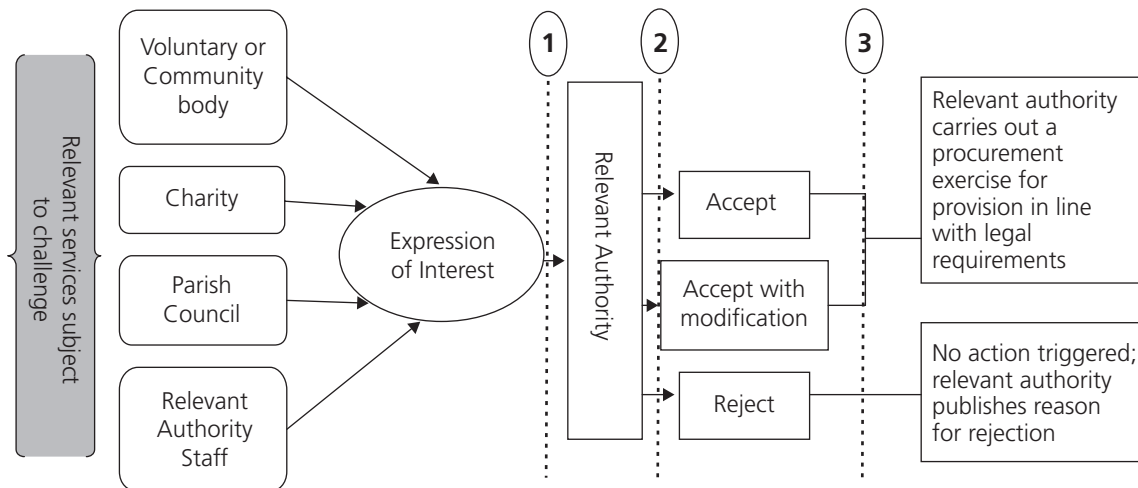 Relevant services subject
to challenge
Voluntary or
Community
body
Charity
Parish
Council
Relevant
Authority
Staff
Expression
of Interest
1
Relevant Authority
2
Accept
Accept with
modification
Reject
3
Relevant authority
carries out a
procurement
exercise for
provision in line
with legal
requirements
No action triggered;
relevant authority
publishes reason
for rejection